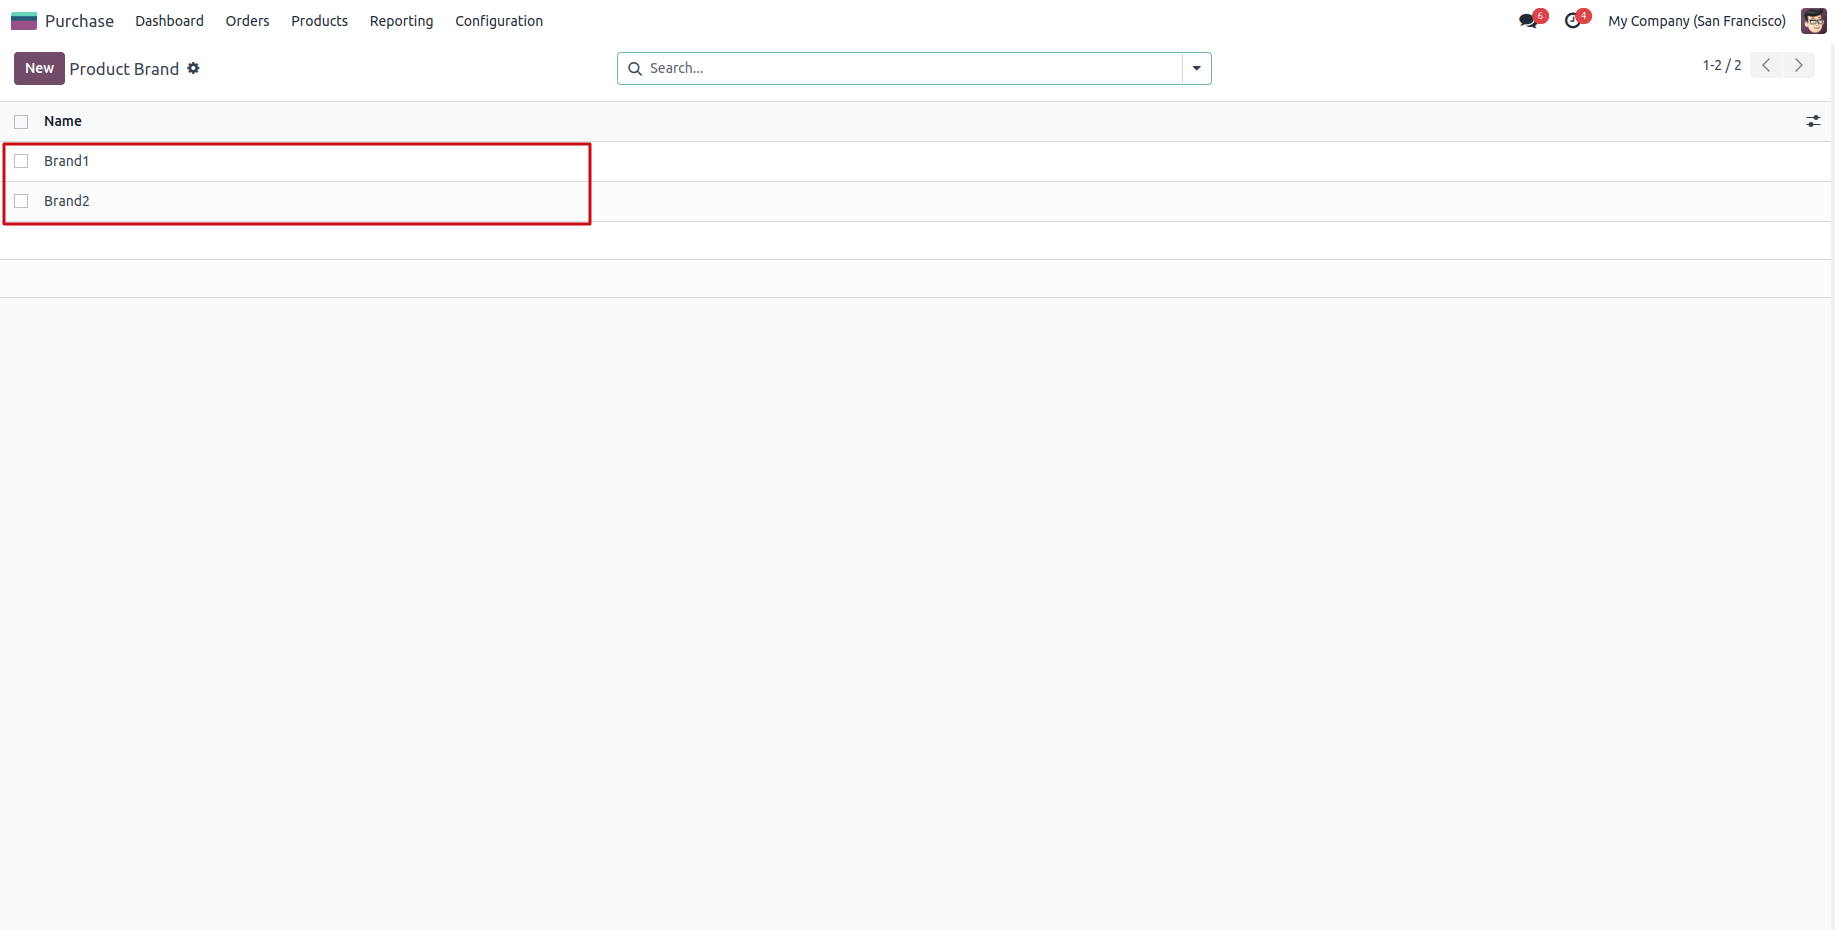 Purchase Dashboard Orders Products Reporting Configuration 6 4 My Company (San Francisco)
New Product Brand Search... 1-2 / 2
Name
Brand1
Brand2